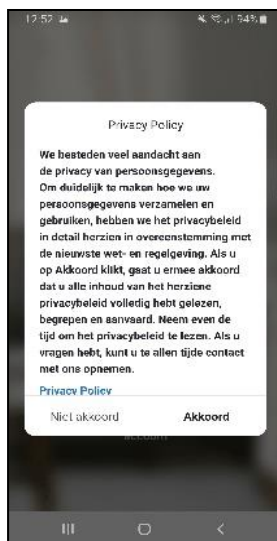 12:52
94%
Privacy Policy
We besteden veel aandacht aan
de privacy van persoonsgegevens.
Om duidelijk te maken hoe we uw
persoonsgegevens verzamelen en
gebruiken, hebben we het privacybeleid
in detail herzien in overeenstemming met
de nieuwste wet- en regelgeving. Als u
op Akkoord klikt, gaat u ermee akkoord
dat u alle inhoud van het herziene
privacybeleid volledig hebt gelezen,
begrepen en aanvaard. Neem even de
tijd om het privacybeleid te lezen. Als u
vragen hebt, kunt u te allen tijde contact
met ons opnemen.
Privacy Policy
Niet akkoord
Akkoord
account